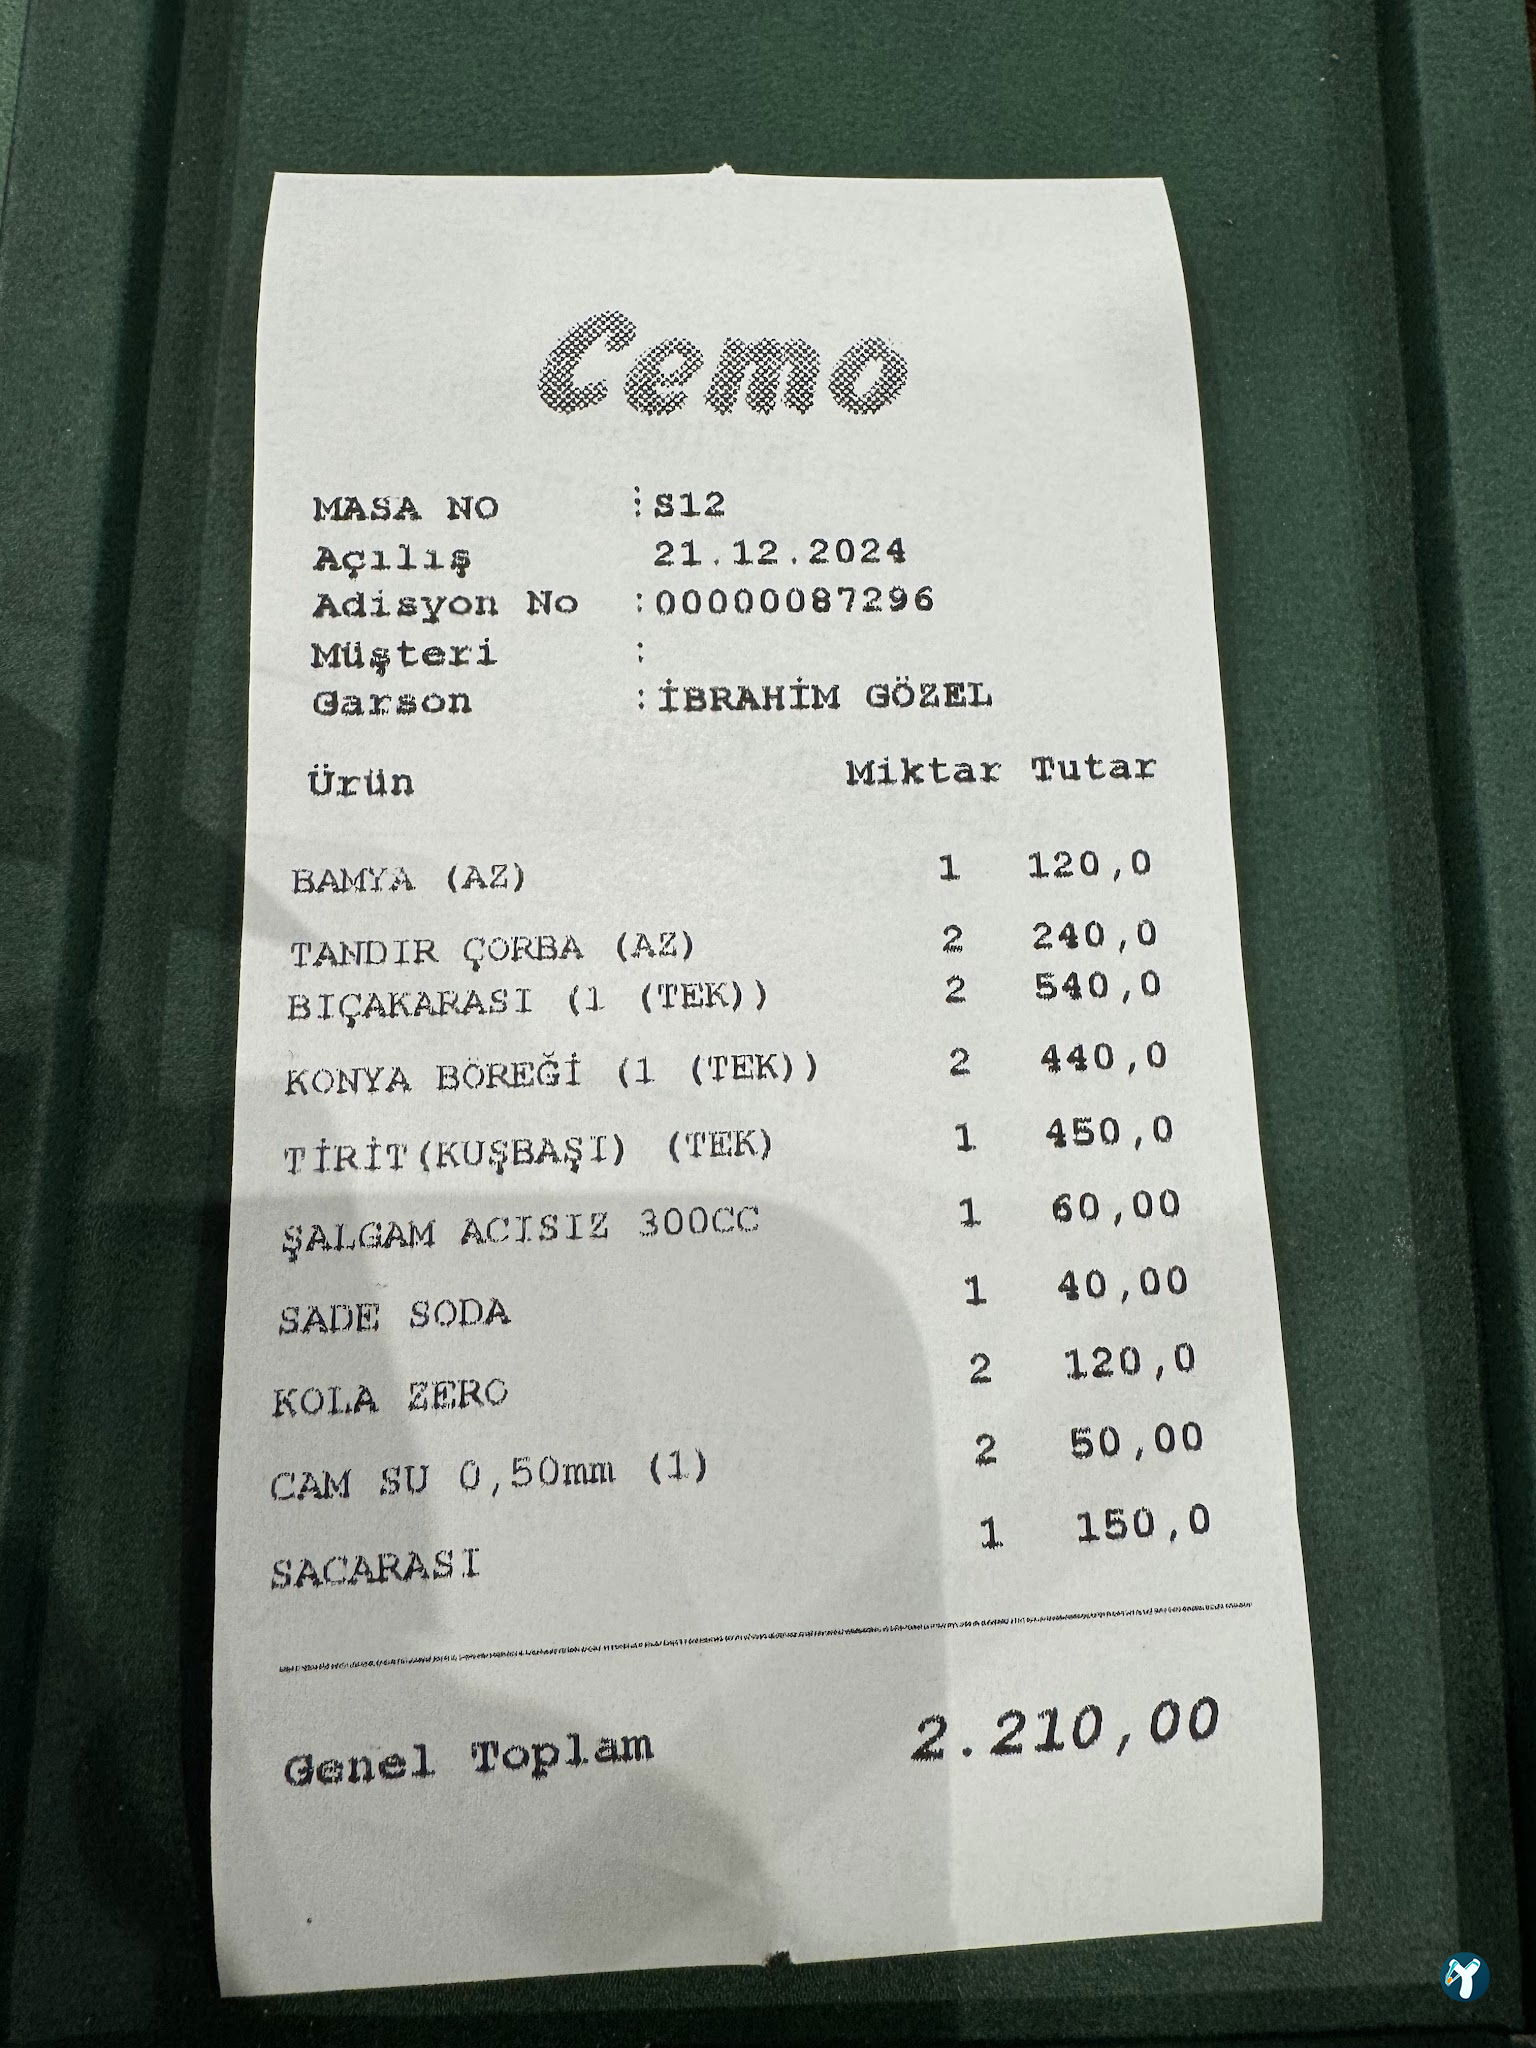 Cemo
MASA NO :S12
Açılış 21.12.2024
Adisyon No :00000087296
Müşteri :
Garson :İBRAHİM GÖZEL
Ürün Miktar Tutar
BAMYA (AZ) 1 120,0
TANDIR ÇORBA (AZ) 2 240,0
BIÇAKARASI (1 (TEK)) 2 540,0
KONYA BÖREĞİ (1 (TEK)) 2 440,0
TİRİT(KUŞBAŞI) (TEK) 1 450,0
ŞALGAM ACISIZ 300CC 1 60,00
SADE SODA 1 40,00
KOLA ZERO 2 120,0
CAM SU 0,50mm (1) 2 50,00
SACARASI 1 150,0
Genel Toplam 2.210,00